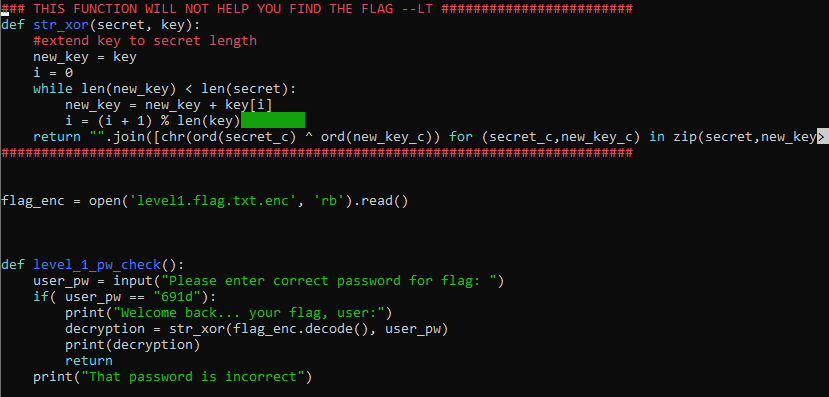 ### THIS FUNCTION WILL NOT HELP YOU FIND THE FLAG --LT ########################
def str_xor(secret, key):
    #extend key to secret length
    new_key = key
    i = 0
    while len(new_key) < len(secret):
        new_key = new_key + key[i]
        i = (i + 1) % len(key)
    return "".join([chr(ord(secret_c) ^ ord(new_key_c)) for (secret_c,new_key_c) in zip(secret,new_key>
###############################################################################
flag_enc = open('level1.flag.txt.enc', 'rb').read()
def level_1_pw_check():
    user_pw = input("Please enter correct password for flag: ")
    if( user_pw == "691d"):
        print("Welcome back... your flag, user:")
        decryption = str_xor(flag_enc.decode(), user_pw)
        print(decryption)
        return
    print("That password is incorrect")